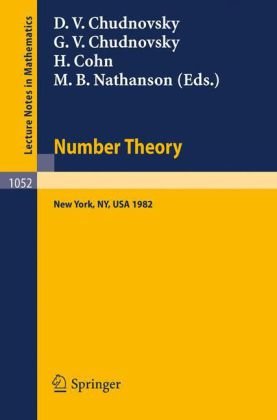 Lecture Notes in Mathematics
1052
D. V. Chudnovsky
G. V. Chudnovsky
H. Cohn
M. B. Nathanson (Eds.)
Number Theory
New York, NY, USA 1982
Springer